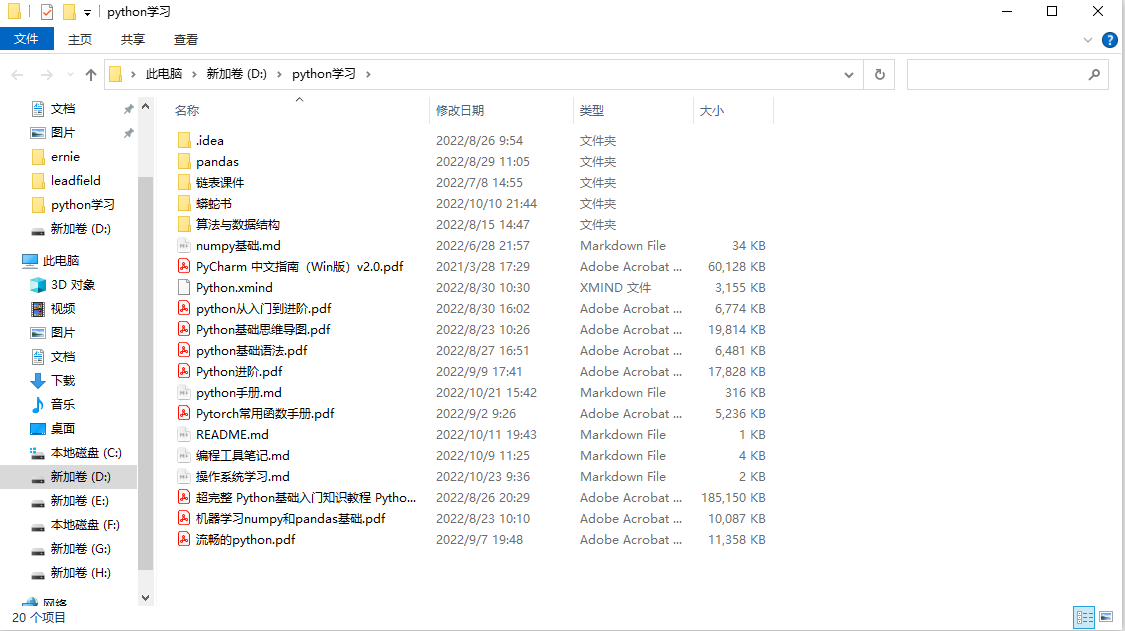 python学习
文件 主页 共享 查看
此电脑 新加卷 (D:) python学习
文档
图片
ernie
leadfield
python学习
新加卷 (D:)
此电脑
3D 对象
视频
图片
文档
下载
音乐
桌面
本地磁盘 (C:)
新加卷 (D:)
新加卷 (E:)
本地磁盘 (F:)
新加卷 (G:)
新加卷 (H:)
网络
名称 修改日期 类型 大小
.idea 2022/8/26 9:54 文件夹
pandas 2022/8/29 11:05 文件夹
链表课件 2022/7/8 14:55 文件夹
蟒蛇书 2022/10/10 21:44 文件夹
算法与数据结构 2022/8/15 14:47 文件夹
numpy基础.md 2022/6/28 21:57 Markdown File 34 KB
PyCharm 中文指南（Win版）v2.0.pdf 2021/3/28 17:29 Adobe Acrobat ... 60,128 KB
Python.xmind 2022/8/30 10:30 XMIND 文件 3,155 KB
python从入门到进阶.pdf 2022/8/30 16:02 Adobe Acrobat ... 6,774 KB
Python基础思维导图.pdf 2022/8/23 10:26 Adobe Acrobat ... 19,814 KB
python基础语法.pdf 2022/8/27 16:51 Adobe Acrobat ... 6,481 KB
Python进阶.pdf 2022/9/9 17:41 Adobe Acrobat ... 17,828 KB
python手册.md 2022/10/21 15:42 Markdown File 316 KB
Pytorch常用函数手册.pdf 2022/9/2 9:26 Adobe Acrobat ... 5,236 KB
README.md 2022/10/11 19:43 Markdown File 1 KB
编程工具笔记.md 2022/10/9 11:25 Markdown File 4 KB
操作系统学习.md 2022/10/23 9:36 Markdown File 2 KB
超完整 Python基础入门知识教程 Pytho... 2022/8/26 20:29 Adobe Acrobat ... 185,150 KB
机器学习numpy和pandas基础.pdf 2022/8/23 10:10 Adobe Acrobat ... 10,087 KB
流畅的python.pdf 2022/9/7 19:48 Adobe Acrobat ... 11,358 KB
20 个项目